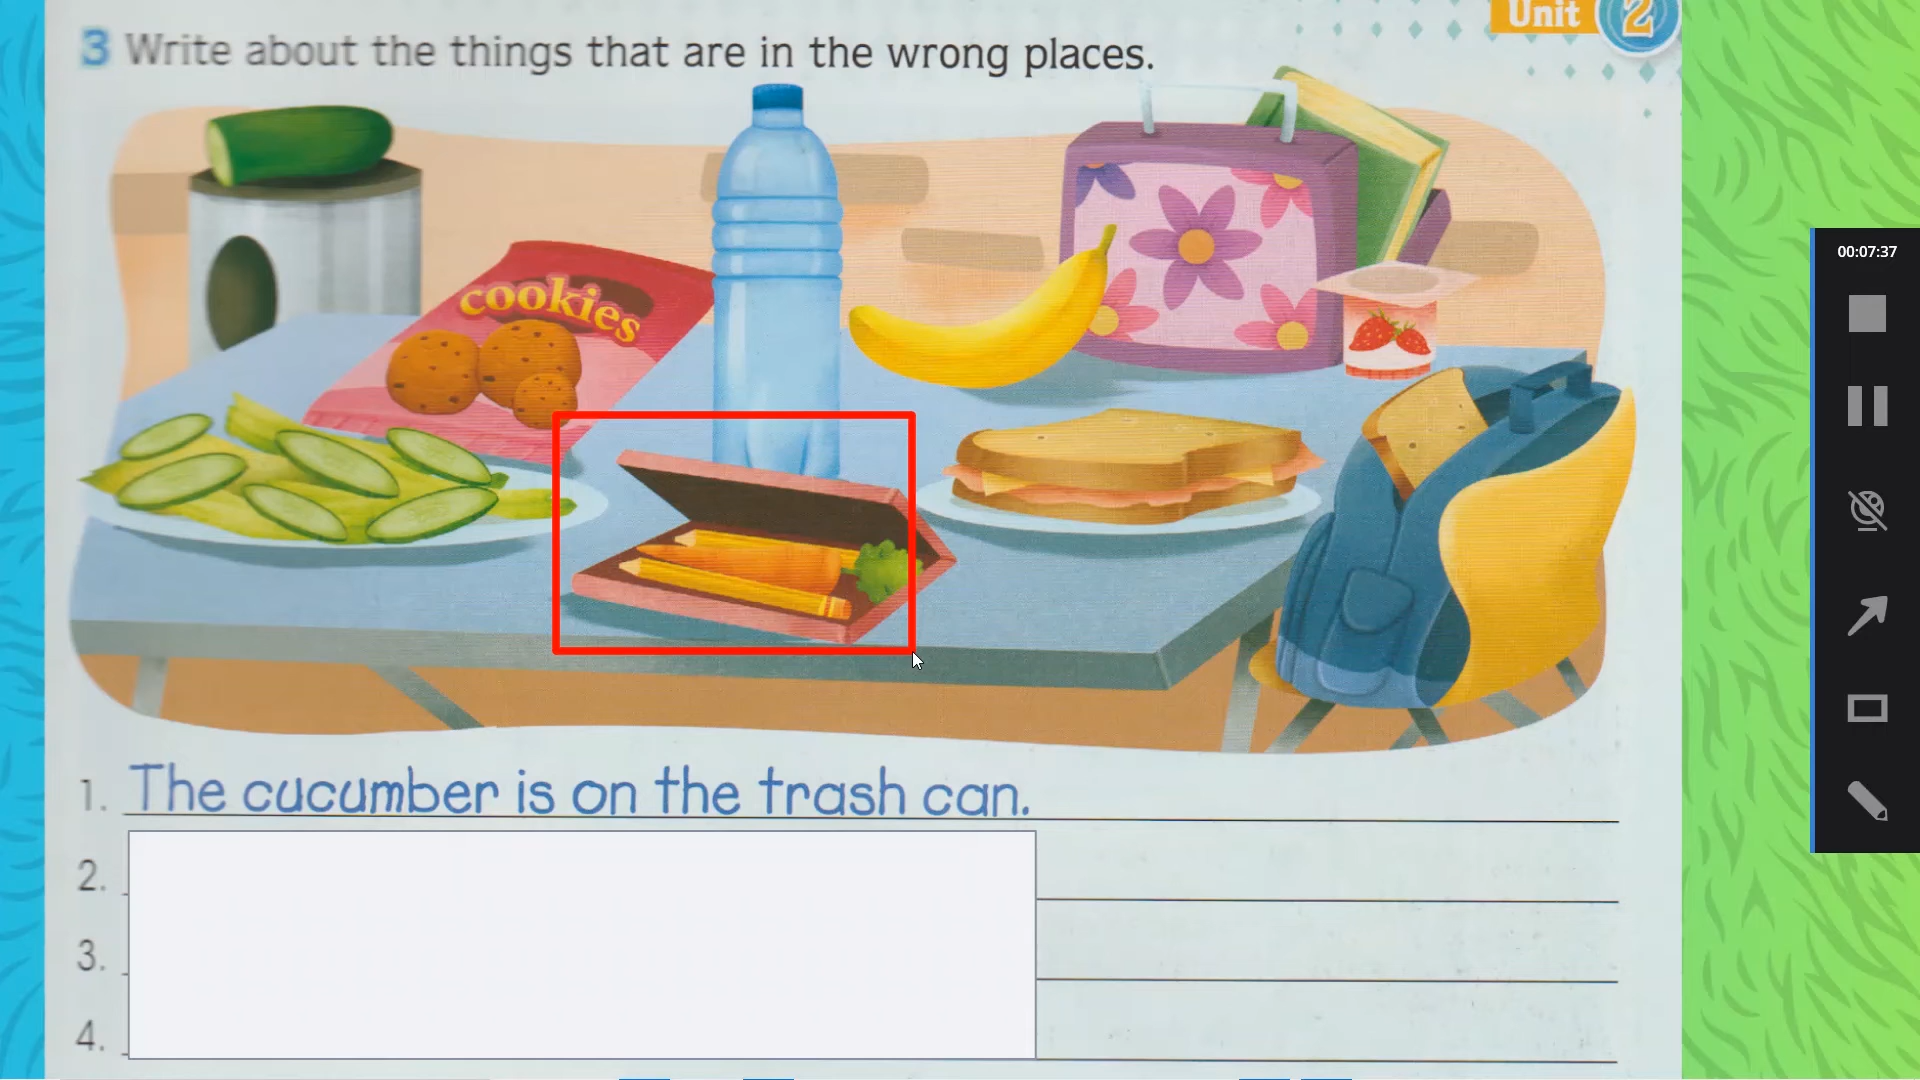 Unit 2
3 Write about the things that are in the wrong places.
cookies
00:07:37
1. The cucumber is on the trash can.
2.
3.
4.